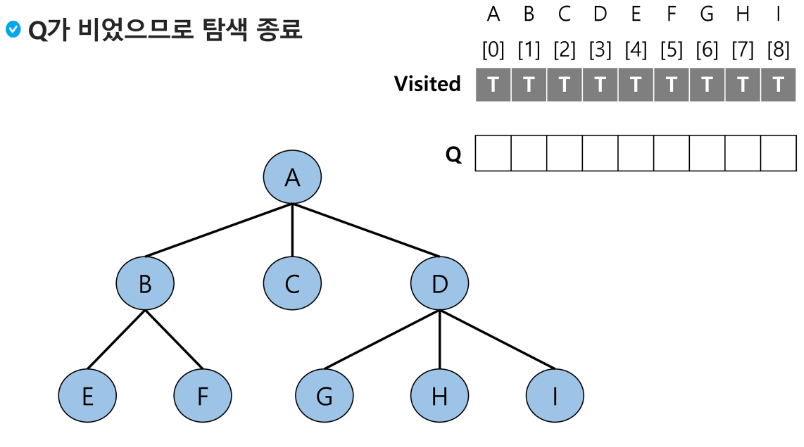 Q가 비었으므로 탐색 종료
A B C D E F G H I
[0] [1] [2] [3] [4] [5] [6] [7] [8]
Visited T T T T T T T T T
Q
A
B C D
E F G H I